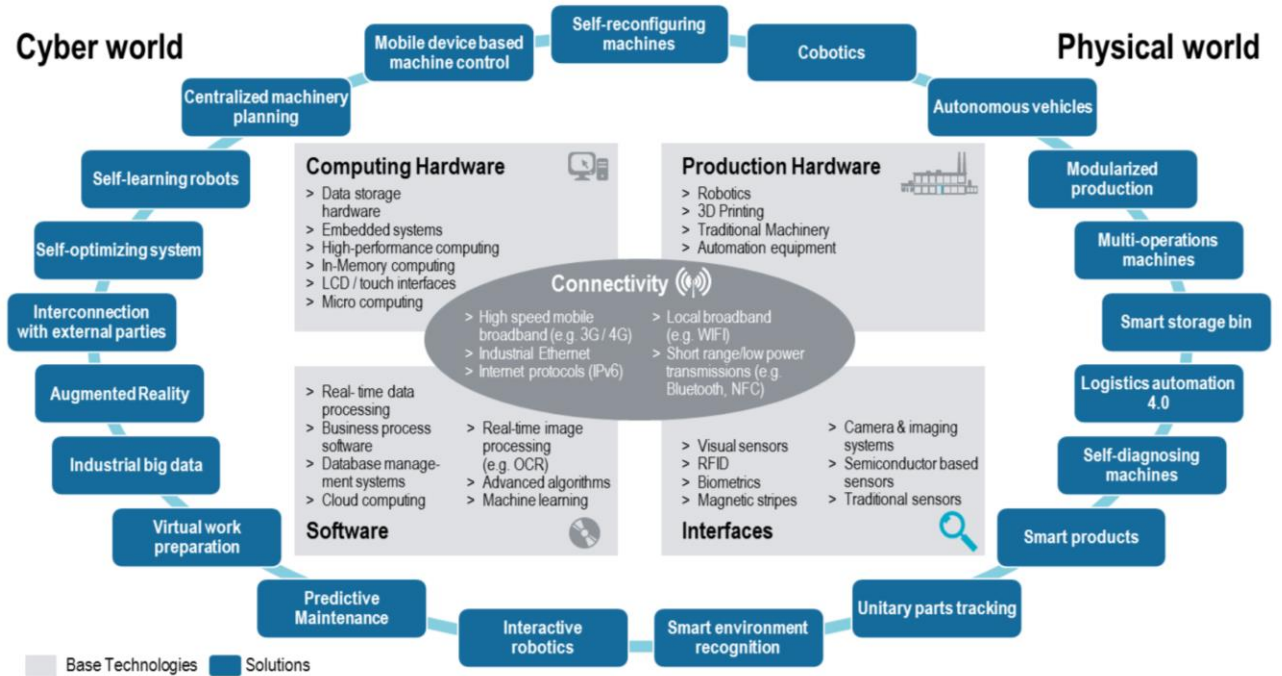 Cyber world
Physical world
Self-reconfiguring
machines
Mobile device based
machine control
Cobotics
Centralized machinery
planning
Autonomous vehicles
Self-learning robots
Modularized
production
Self-optimizing system
Multi-operations
machines
Interconnection
with external parties
Smart storage bin
Augmented Reality
Logistics automation
4.0
Industrial big data
Self-diagnosing
machines
Virtual work
preparation
Smart products
Predictive
Maintenance
Unitary parts tracking
Interactive
robotics
Smart environment
recognition
Computing Hardware
> Data storage
hardware
> Embedded systems
> High-performance computing
> In-Memory computing
> LCD / touch interfaces
> Micro computing
Production Hardware
> Robotics
> 3D Printing
> Traditional Machinery
> Automation equipment
Connectivity
> High speed mobile
broadband (e.g. 3G / 4G)
> Industrial Ethernet
> Internet protocols (IPv6)
> Local broadband
(e.g. WIFI)
> Short range/low power
transmissions (e.g.
Bluetooth, NFC)
> Real- time data
processing
> Business process
software
> Database manage-
ment systems
> Cloud computing
> Real-time image
processing
(e.g. OCR)
> Advanced algorithms
> Machine learning
Software
> Visual sensors
> RFID
> Biometrics
> Magnetic stripes
> Camera & imaging
systems
> Semiconductor based
sensors
> Traditional sensors
Interfaces
Base Technologies
Solutions